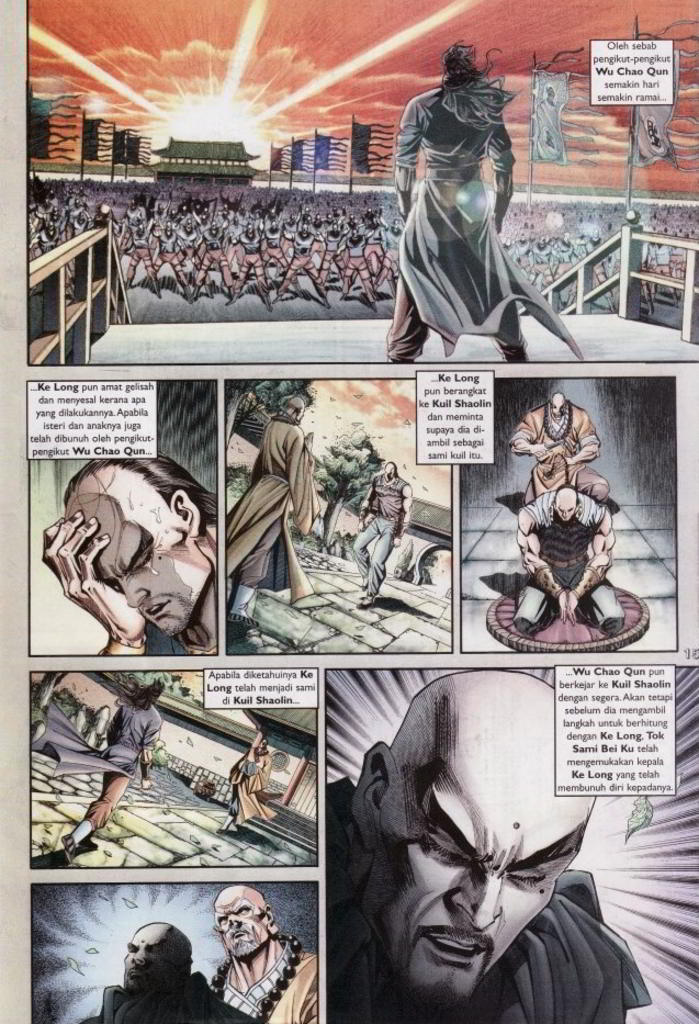 Oleh sebab
pengikut-pengikut
Wu Chao Qun
semakin hari
semakin ramai...
...Ke Long pun amat gelisah
dan menyesal kerana apa
yang dilakukannya. Apabila
isteri dan anaknya juga
telah dibunuh oleh pengikut-
pengikut Wu Chao Qun...
...Ke Long
pun berangkat
ke Kuil Shaolin
dan meminta
supaya dia di-
ambil sebagai
sami kuil itu.
15
Apabila diketahuinya Ke
Long telah menjadi sami
di Kuil Shaolin...
...Wu Chao Qun pun
berkejar ke Kuil Shaolin
dengan segera. Akan tetapi
sebelum dia mengambil
langkah untuk berhitung
dengan Ke Long, Tok
Sami Bei Ku telah
mengemukakan kepala
Ke Long yang telah
membunuh diri kepadanya.